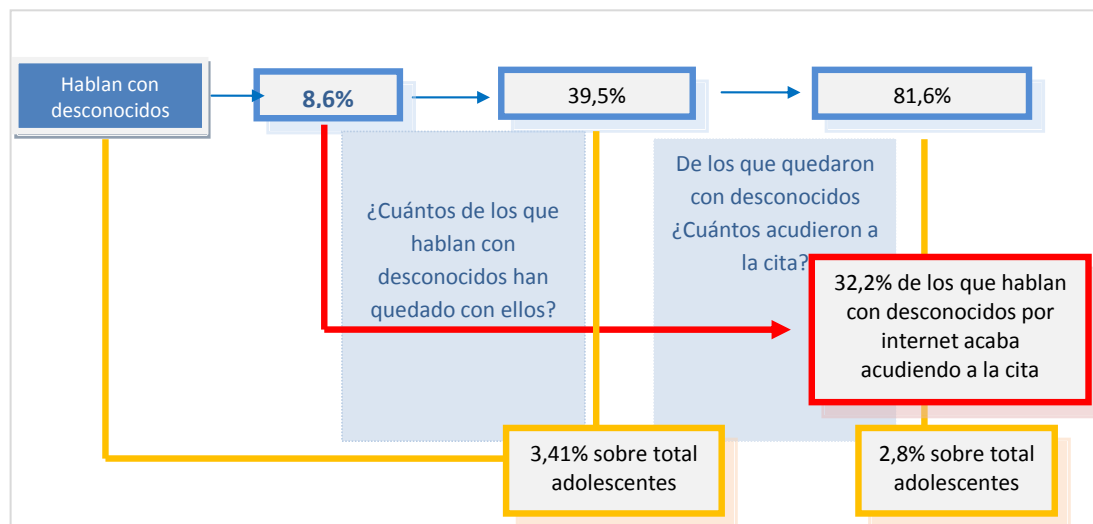 Hablan con
desconocidos
8.6%
39,5%
81,6%
¿Cuántos de los que
hablan con
desconocidos han
quedado con ellos?
De los que quedaron
con desconocidos
¿Cuántos acudieron a
la cita?
32,2% de los que hablan
con desconocidos por
internet acaba
acudiendo a la cita
3,41% sobre total
adolescentes
2,8% sobre total
adolescentes